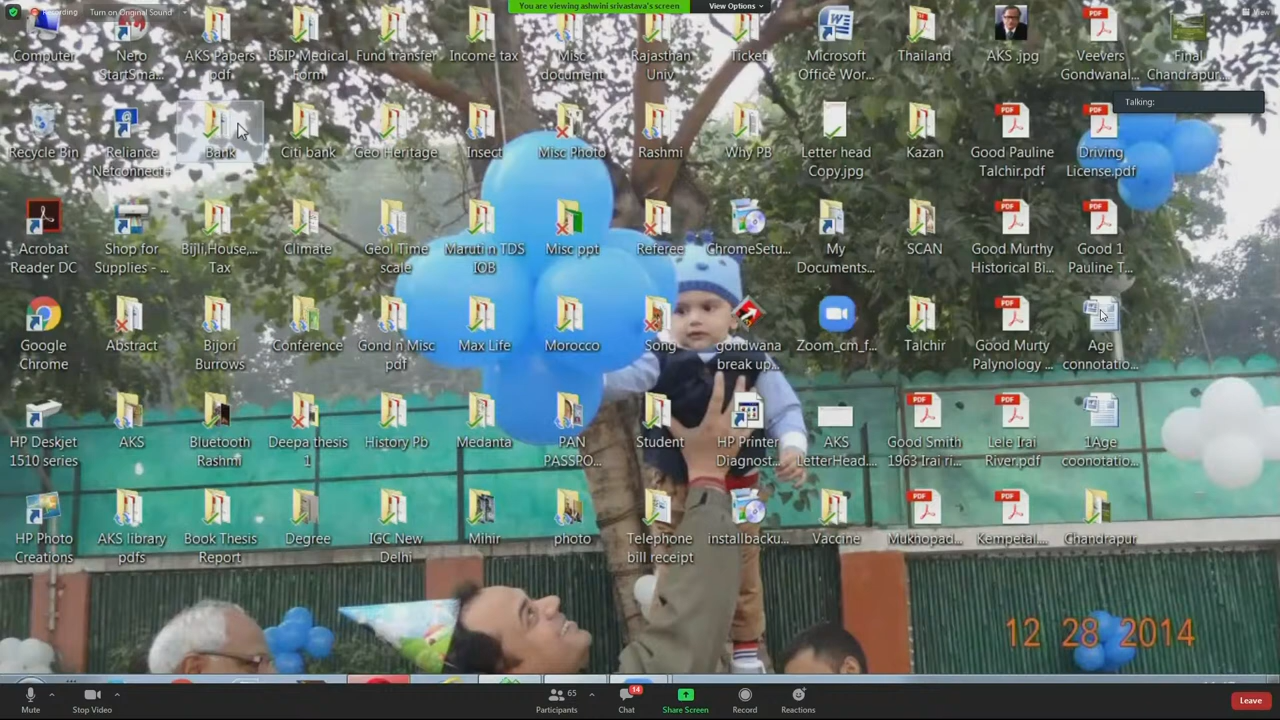 Recording
Turn on Original Sound
You are viewing ashwini srivastava's screen
View Options
View
Computer
Nero StartSma...
AKS Papers pdf
BSIP Medical Form
Fund transfer
Income tax
Misc document
Rajasthan Univ
Ticket
Microsoft Office Wor...
Thailand
AKS .jpg
Veevers Gondwanal...
Final Chandrapur...
Talking:
Recycle Bin
Reliance Netconnect+
Bank
Citi bank
Geo Heritage
Insect
Misc Photo
Rashmi
Why PB
Letter head Copy.jpg
Kazan
Good Pauline Talchir.pdf
Driving License.pdf
Acrobat Reader DC
Shop for Supplies - ...
Bijli,House,... Tax
Climate
Geol Time scale
Maruti n TDS IOB
Misc ppt
Referee
ChromeSetu...
My Documents...
SCAN
Good Murthy Historical Bi...
Good 1 Pauline T...
Google Chrome
Abstract
Bijori Burrows
Conference
Gond n Misc pdf
Max Life
Morocco
Song
gondwana break up...
Zoom_cm_f...
Talchir
Good Murty Palynology ...
Age connotatio...
HP Deskjet 1510 series
AKS
Bluetooth Rashmi
Deepa thesis 1
History Pb
Medanta
PAN PASSPO...
Student
HP Printer Diagnost...
AKS LetterHead....
Good Smith 1963 Irai ri...
Lele Irai River.pdf
1Age coonotatio...
HP Photo Creations
AKS library pdfs
Book Thesis Report
Degree
IGC New Delhi
Mihir
photo
Telephone bill receipt
installbacku...
Vaccine
Mukhopad...
Kempetal....
Chandrapur
12 28 2014
Mute
Stop Video
65
Participants
14
Chat
Share Screen
Record
Reactions
Leave